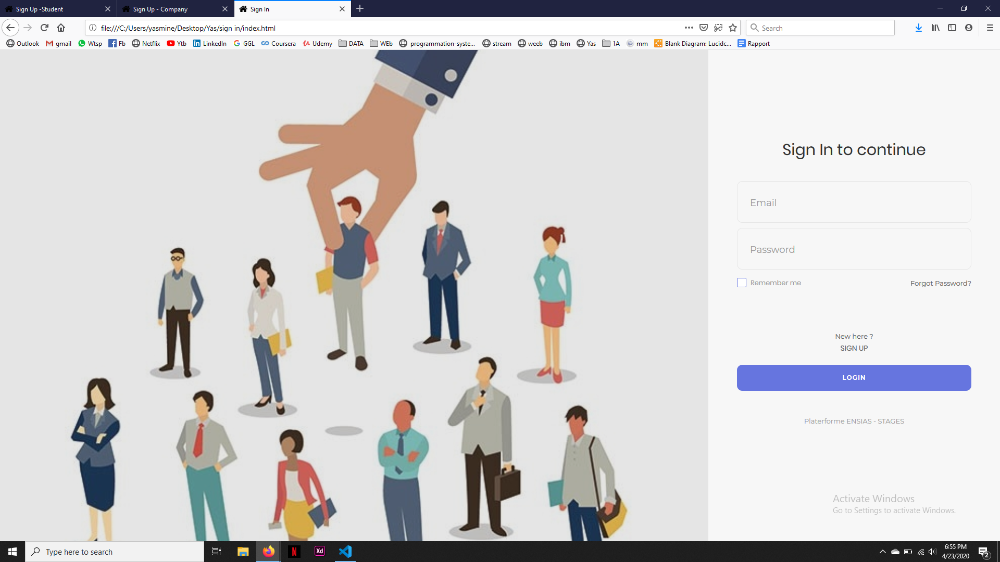 Sign Up -Student
Sign Up - Company
Sign In
file:///C:/Users/yasmine/Desktop/Yas/sign in/index.html
Search
Outlook gmail Wtsp Fb Netflix Ytb LinkedIn GGL Coursera Udemy DATA WEb programmation-syste... stream weeb ibm Yas 1A mm Blank Diagram: Lucidc... Rapport
Sign In to continue
Email
Password
Remember me
Forgot Password?
New here ?
SIGN UP
LOGIN
Platerforme ENSIAS - STAGES
Activate Windows
Go to Settings to activate Windows.
Type here to search
N
Xd
6:55 PM
4/23/2020
2